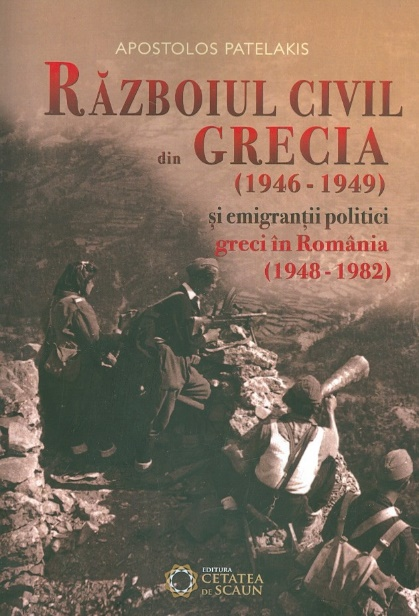 APOSTOLOS PATELAKIS
RĂZBOIUL CIVIL
din GRECIA
(1946 - 1949)
și emigranții politici
greci în România
(1948 - 1982)
EDITURA
CETATEA
DE SCAUN